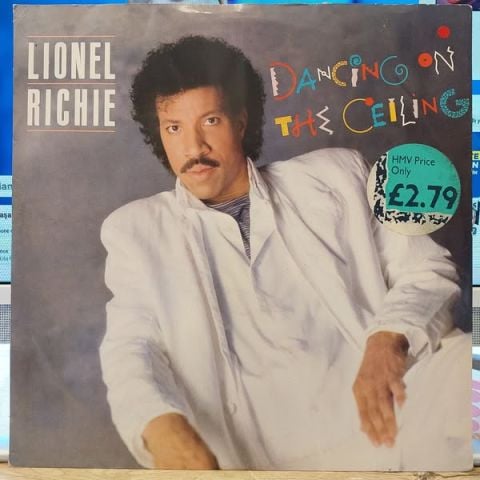 LIONEL
RICHIE
DANCING ON
THE CEILING
HMV Price
Only
£2.79